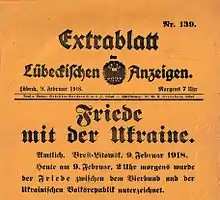 Nr. 139.
Extrablatt
der
Lübeckischen Anzeigen.
Lübeck, 9. Februar 1918.
Morgens 7 Uhr
Friede
mit der Ukraine.
Amtlich. Brest-Litowsk, 9. Februar 1918.
Heute am 9. Februar, 2 Uhr morgens wurde
der Friede zwischen dem Vierbund und der
Ukrainischen Volksrepublik unterzeichnet.